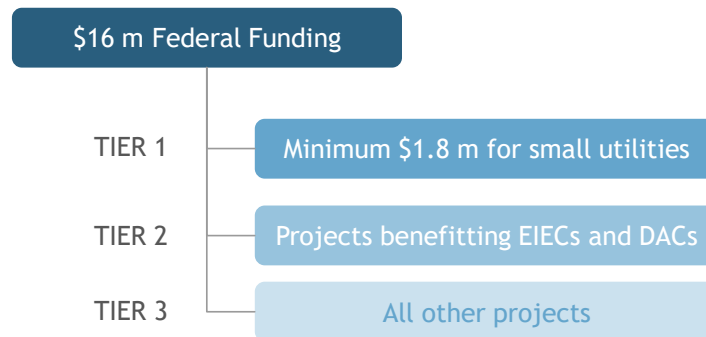 $16 m Federal Funding
TIER 1
Minimum $1.8 m for small utilities
TIER 2
Projects benefitting EIECs and DACs
TIER 3
All other projects